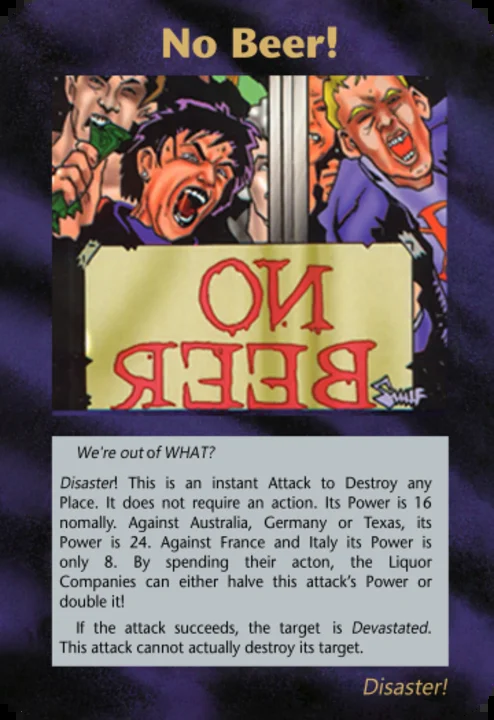 No Beer!
NO
BEER
We're out of WHAT?
Disaster! This is an instant Attack to Destroy any
Place. It does not require an action. Its Power is 16
nomally. Against Australia, Germany or Texas, its
Power is 24. Against France and Italy its Power is
only 8. By spending their acton, the Liquor
Companies can either halve this attack's Power or
double it!
If the attack succeeds, the target is Devastated.
This attack cannot actually destroy its target.
Disaster!